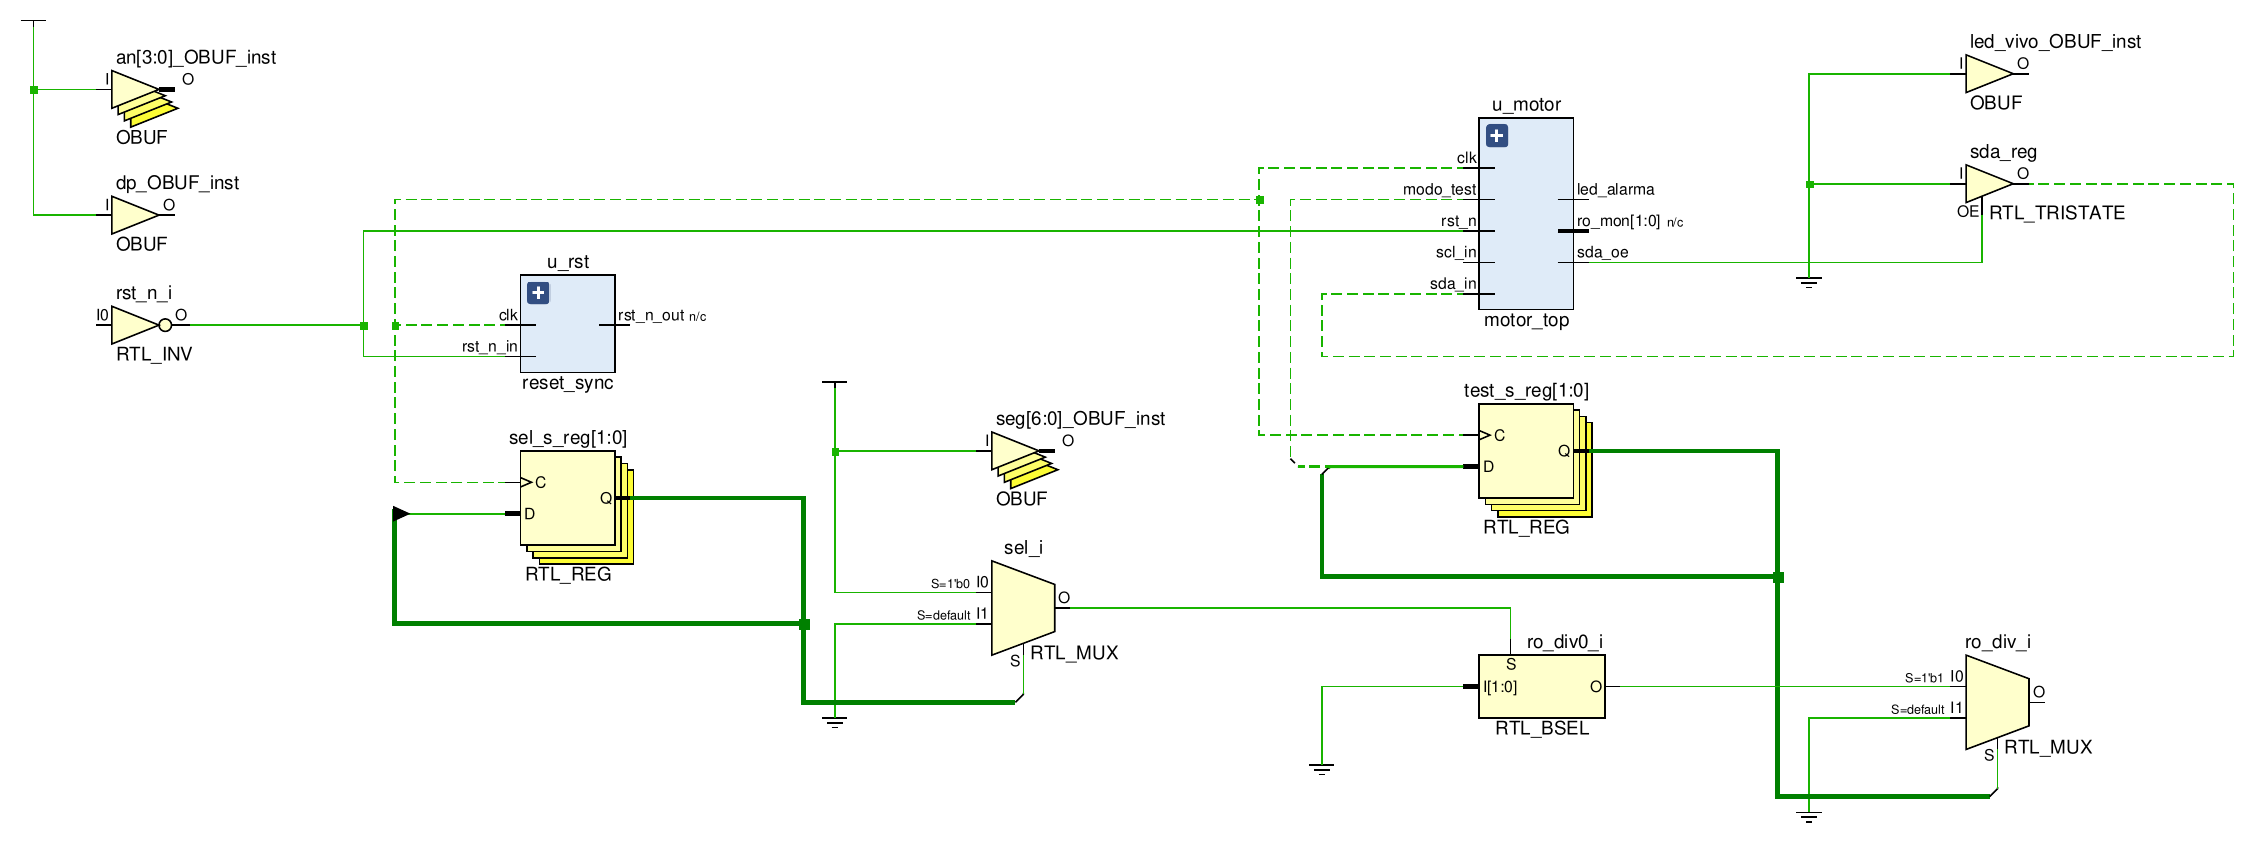 an[3:0]_OBUF_inst
I
O
OBUF
dp_OBUF_inst
I
O
OBUF
rst_n_i
I0
O
RTL_INV
u_rst
clk
rst_n_in
rst_n_out n/c
reset_sync
sel_s_reg[1:0]
C
D
Q
RTL_REG
seg[6:0]_OBUF_inst
I
O
OBUF
sel_i
S=1'b0 I0
S=default I1
O
S
RTL_MUX
u_motor
clk
modo_test
rst_n
scl_in
sda_in
led_alarma
ro_mon[1:0] n/c
sda_oe
motor_top
test_s_reg[1:0]
C
D
Q
RTL_REG
ro_div0_i
S
I[1:0]
O
RTL_BSEL
led_vivo_OBUF_inst
I
O
OBUF
sda_reg
I
O
OE
RTL_TRISTATE
ro_div_i
S=1'b1 I0
S=default I1
O
S
RTL_MUX